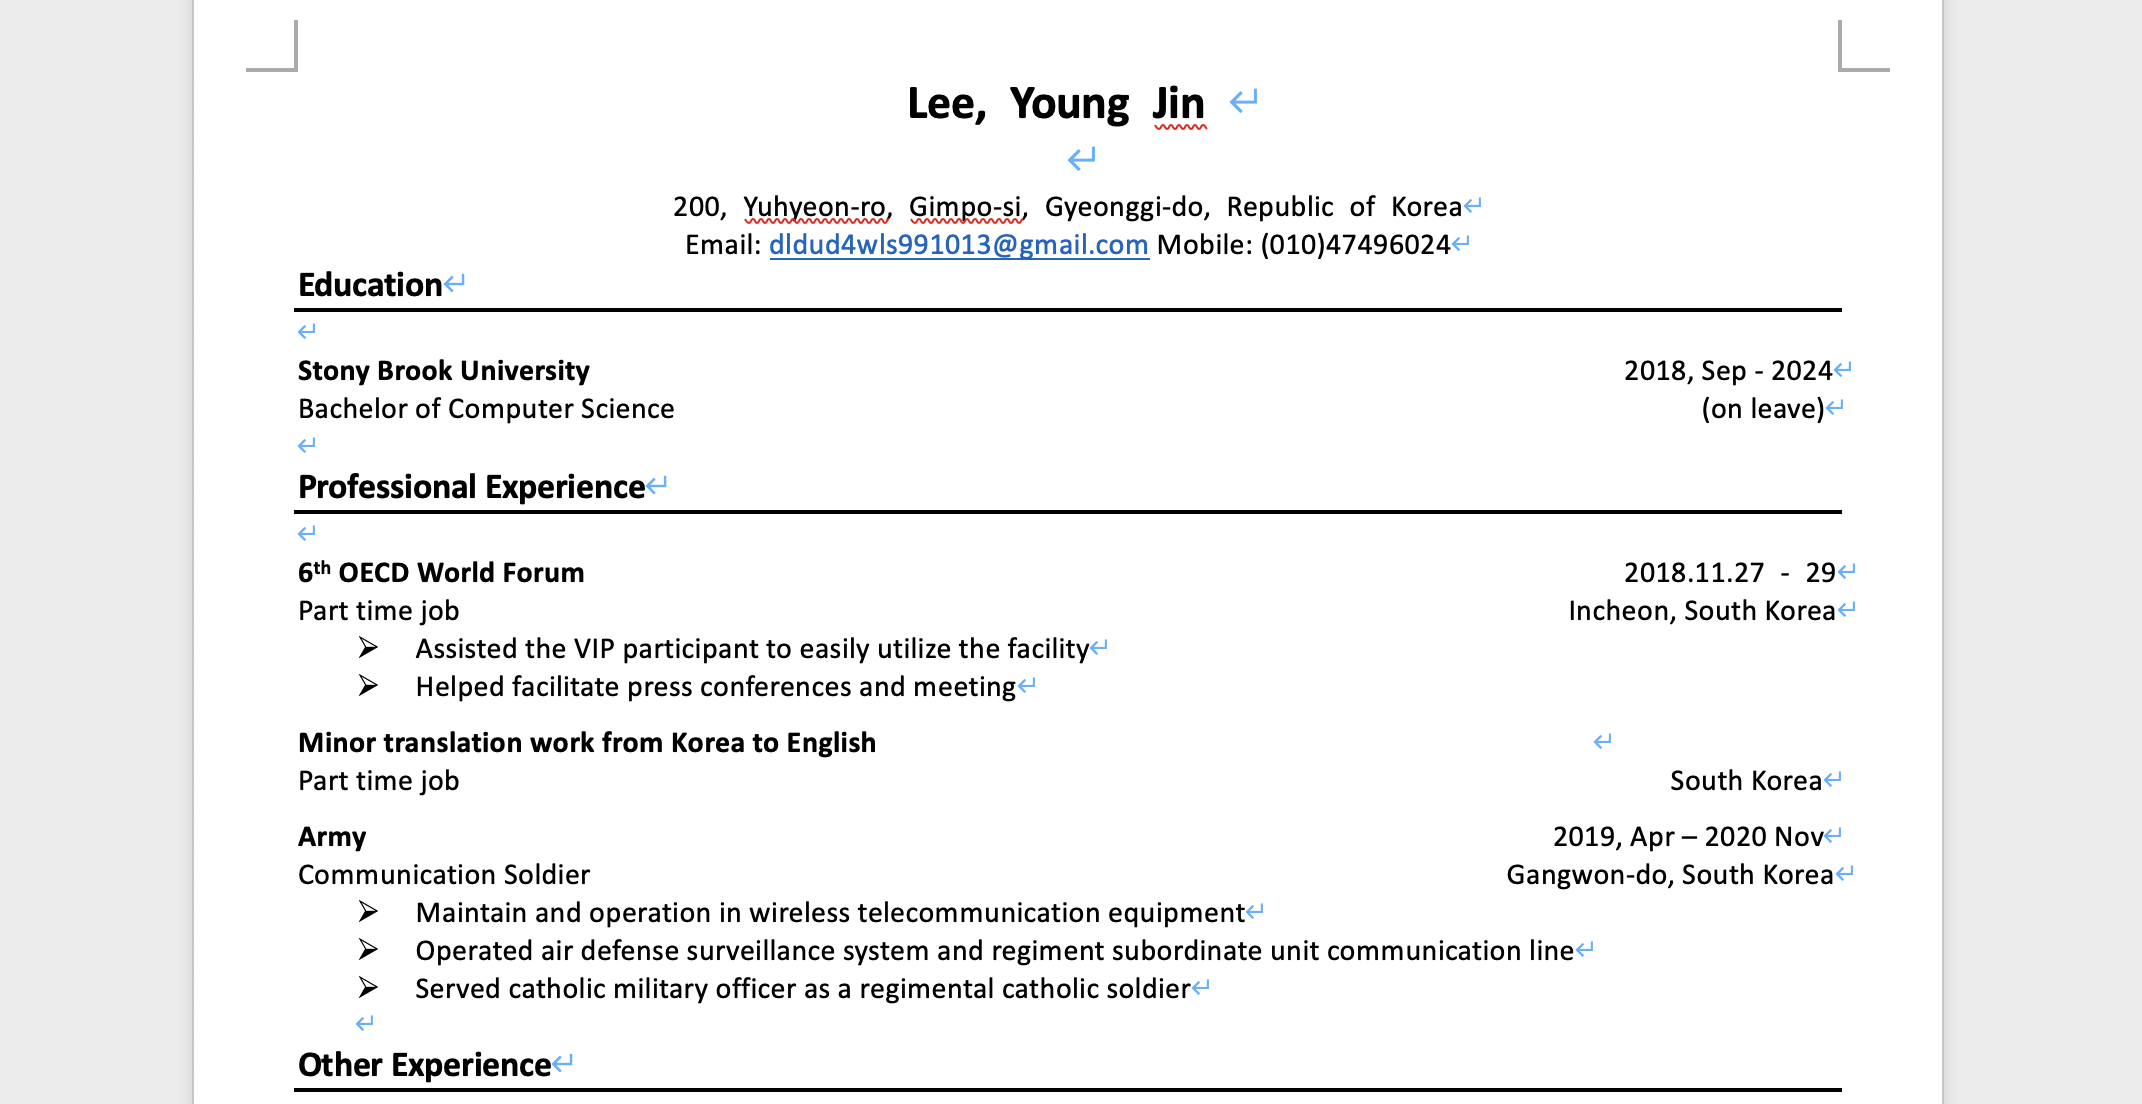 Lee, Young Jin
200, Yuhyeon-ro, Gimpo-si, Gyeonggi-do, Republic of Korea
Email: dldud4wls991013@gmail.com Mobile: (010)47496024
Education
Stony Brook University 2018, Sep - 2024
Bachelor of Computer Science (on leave)
Professional Experience
6th OECD World Forum 2018.11.27 - 29
Part time job Incheon, South Korea
Assisted the VIP participant to easily utilize the facility
Helped facilitate press conferences and meeting
Minor translation work from Korea to English
Part time job South Korea
Army 2019, Apr – 2020 Nov
Communication Soldier Gangwon-do, South Korea
Maintain and operation in wireless telecommunication equipment
Operated air defense surveillance system and regiment subordinate unit communication line
Served catholic military officer as a regimental catholic soldier
Other Experience